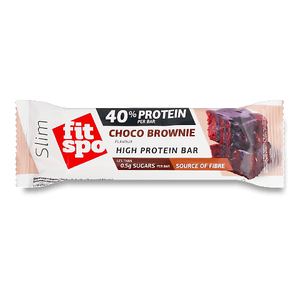 Slim
fit
spo
40% PROTEIN
PER BAR
CHOCO BROWNIE
FLAVOUR
HIGH PROTEIN BAR
LESS THAN
0.5g SUGARS PER BAR
SOURCE OF FIBRE